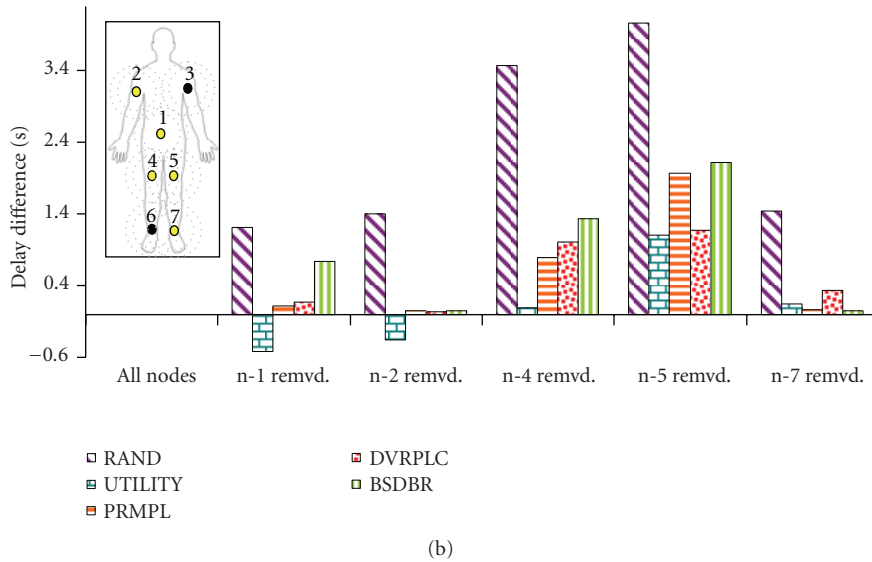 3.4
2.4
1.4
0.4
−0.6
Delay difference (s)
2
3
1
4
5
6
7
All nodes
n-1 remvd.
n-2 remvd.
n-4 remvd.
n-5 remvd.
n-7 remvd.
RAND
UTILITY
PRMPL
DVRPLC
BSDBR
(b)